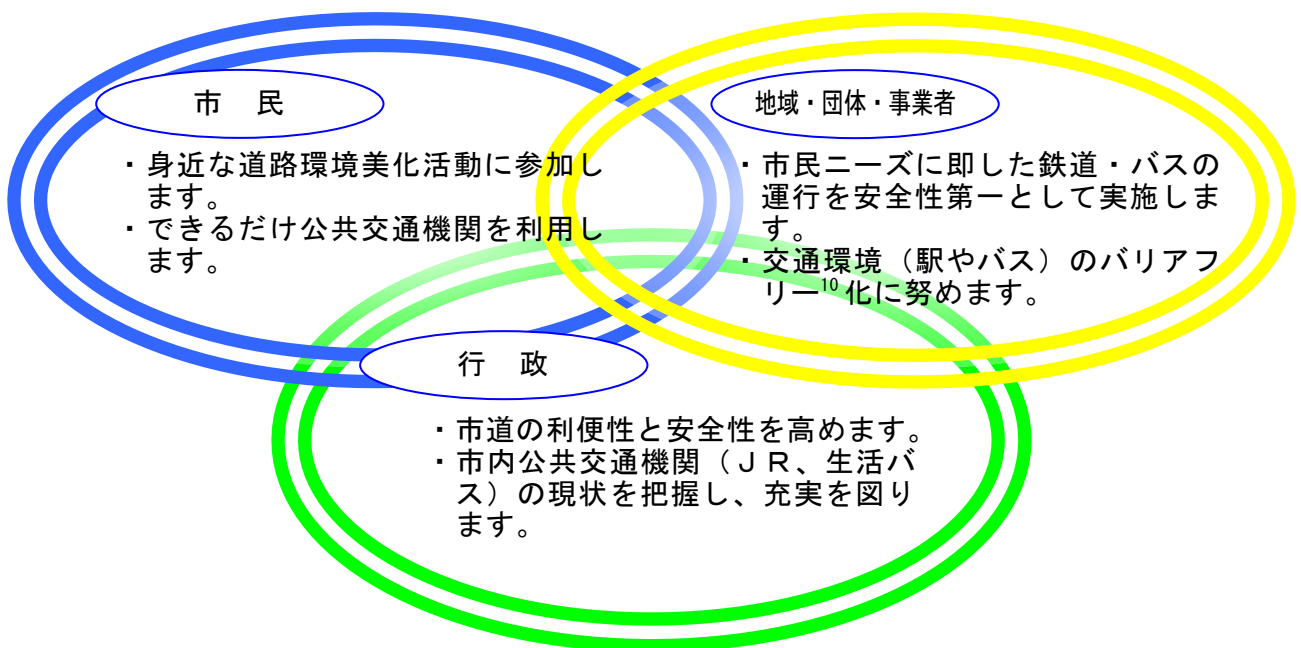 市　民
・身近な道路環境美化活動に参加し
ます。
・できるだけ公共交通機関を利用し
ます。
地域・団体・事業者
・市民ニーズに即した鉄道・バスの
運行を安全性第一として実施しま
す。
・交通環境（駅やバス）のバリアフ
リー10化に努めます。
行　政
・市道の利便性と安全性を高めます。
・市内公共交通機関（ＪＲ、生活バ
ス）の現状を把握し、充実を図り
ます。